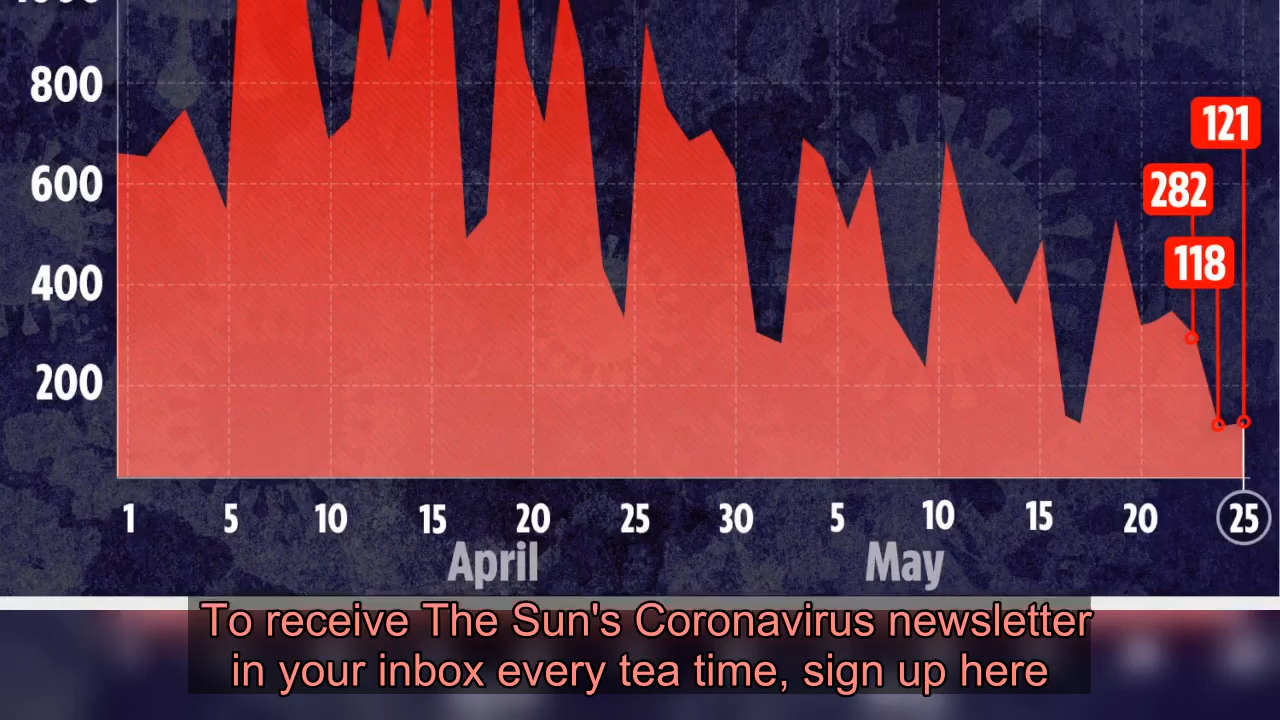 800
600
400
200
121
282
118
1 5 10 15 20 25 30 5 10 15 20 25
April May
To receive The Sun's Coronavirus newsletter
in your inbox every tea time, sign up here